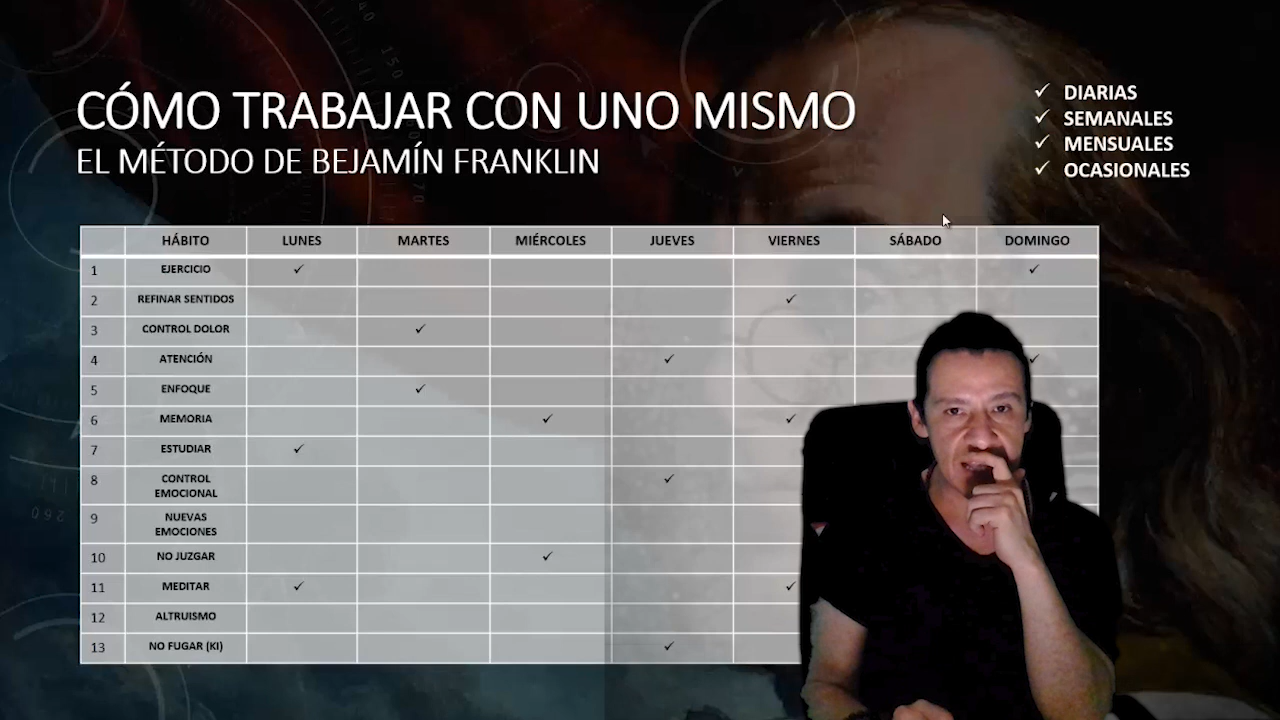 CÓMO TRABAJAR CON UNO MISMO
EL MÉTODO DE BEJAMÍN FRANKLIN
✓ DIARIAS
✓ SEMANALES
✓ MENSUALES
✓ OCASIONALES
HÁBITO LUNES MARTES MIÉRCOLES JUEVES VIERNES SÁBADO DOMINGO
1 EJERCICIO ✓ ✓
2 REFINAR SENTIDOS ✓
3 CONTROL DOLOR ✓
4 ATENCIÓN ✓ ✓
5 ENFOQUE ✓
6 MEMORIA ✓ ✓
7 ESTUDIAR ✓
8 CONTROL
EMOCIONAL ✓
9 NUEVAS
EMOCIONES
10 NO JUZGAR ✓
11 MEDITAR ✓ ✓
12 ALTRUISMO
13 NO FUGAR (KI) ✓
150
260